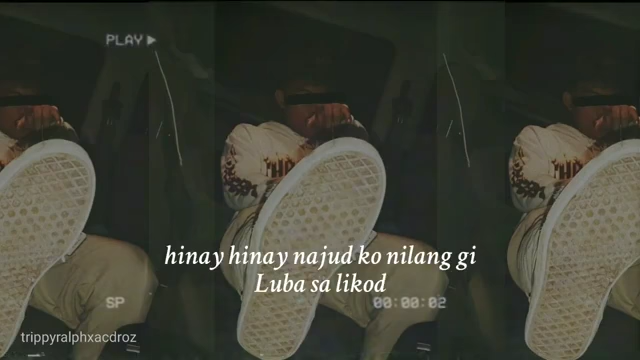 PLAY
hinay hinay najud ko nilang gi
Luba sa likod
SP
00:00:02
trippyralphxacdroz